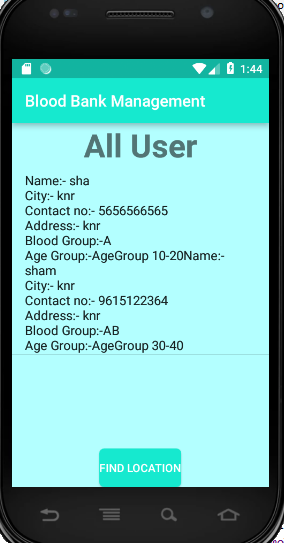 1:44
Blood Bank Management
All User
Name:- sha
City:- knr
Contact no:- 5656566565
Address:- knr
Blood Group:-A
Age Group:-AgeGroup 10-20Name:-
sham
City:- knr
Contact no:- 9615122364
Address:- knr
Blood Group:-AB
Age Group:-AgeGroup 30-40
FIND LOCATION